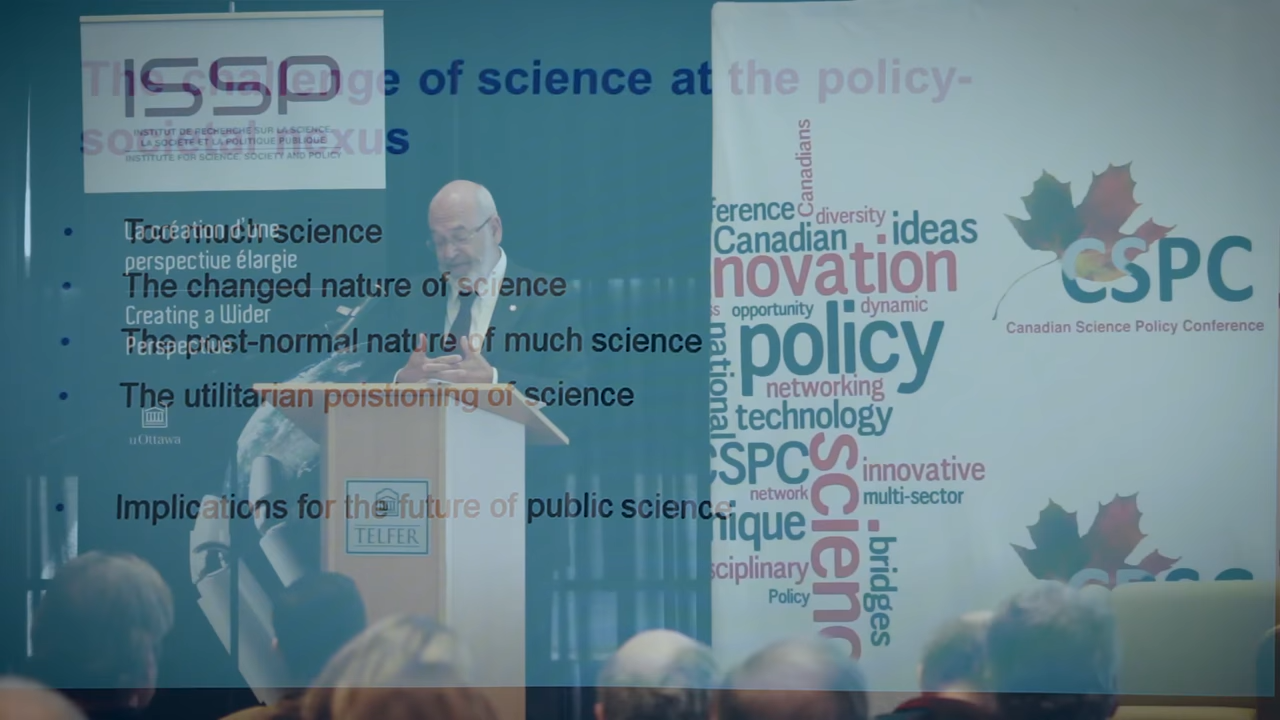 ISSP
INSTITUT DE RECHERCHE SUR LA SCIENCE,
LA SOCIÉTÉ ET LA POLITIQUE PUBLIQUE
INSTITUTE FOR SCIENCE, SOCIETY AND POLICY
The challenge of science at the policy-
societal nexus
• Too much science
• The changed nature of science
• The post-normal nature of much science
• The utilitarian poistioning of science
• Implications for the future of public science
La création d'une
perspective élargie
Creating a Wider
Perspective
uOttawa
TELFER
Canadians
ference
diversity
Canadian
ideas
novation
opportunity
dynamic
policy
national
networking
technology
CSPC
science
innovative
network
multi-sector
nique
bridges
sciplinary
Policy
CSPC
Canadian Science Policy Conference